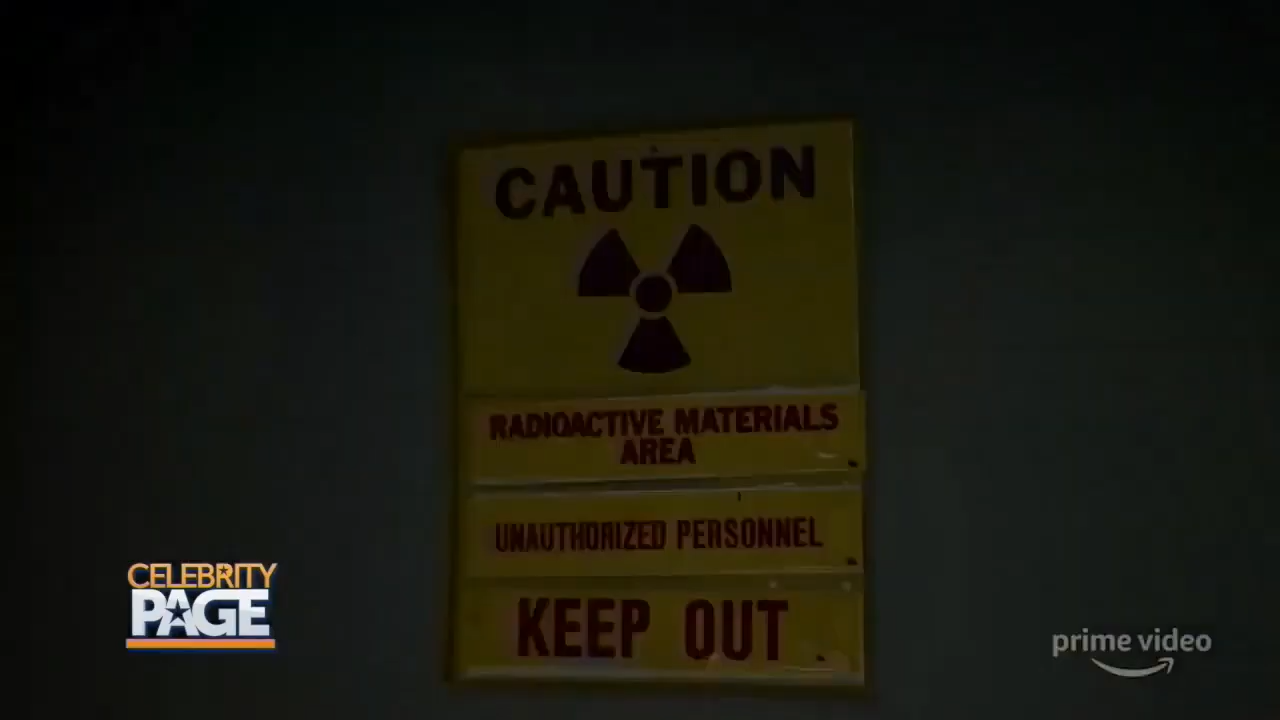 CAUTION
RADIOACTIVE MATERIALS
AREA
UNAUTHORIZED PERSONNEL
KEEP OUT
CELEBRITY
PAGE
prime video